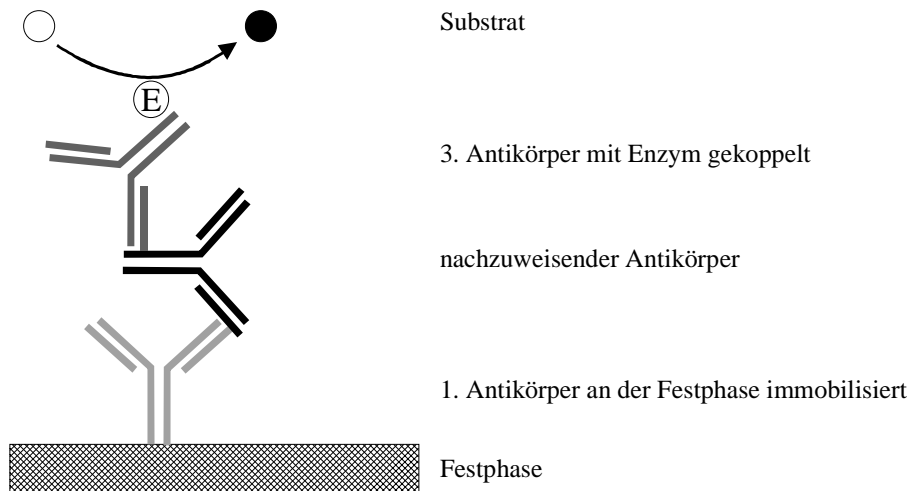 Substrat
E
3. Antikörper mit Enzym gekoppelt
nachzuweisender Antikörper
1. Antikörper an der Festphase immobilisiert
Festphase